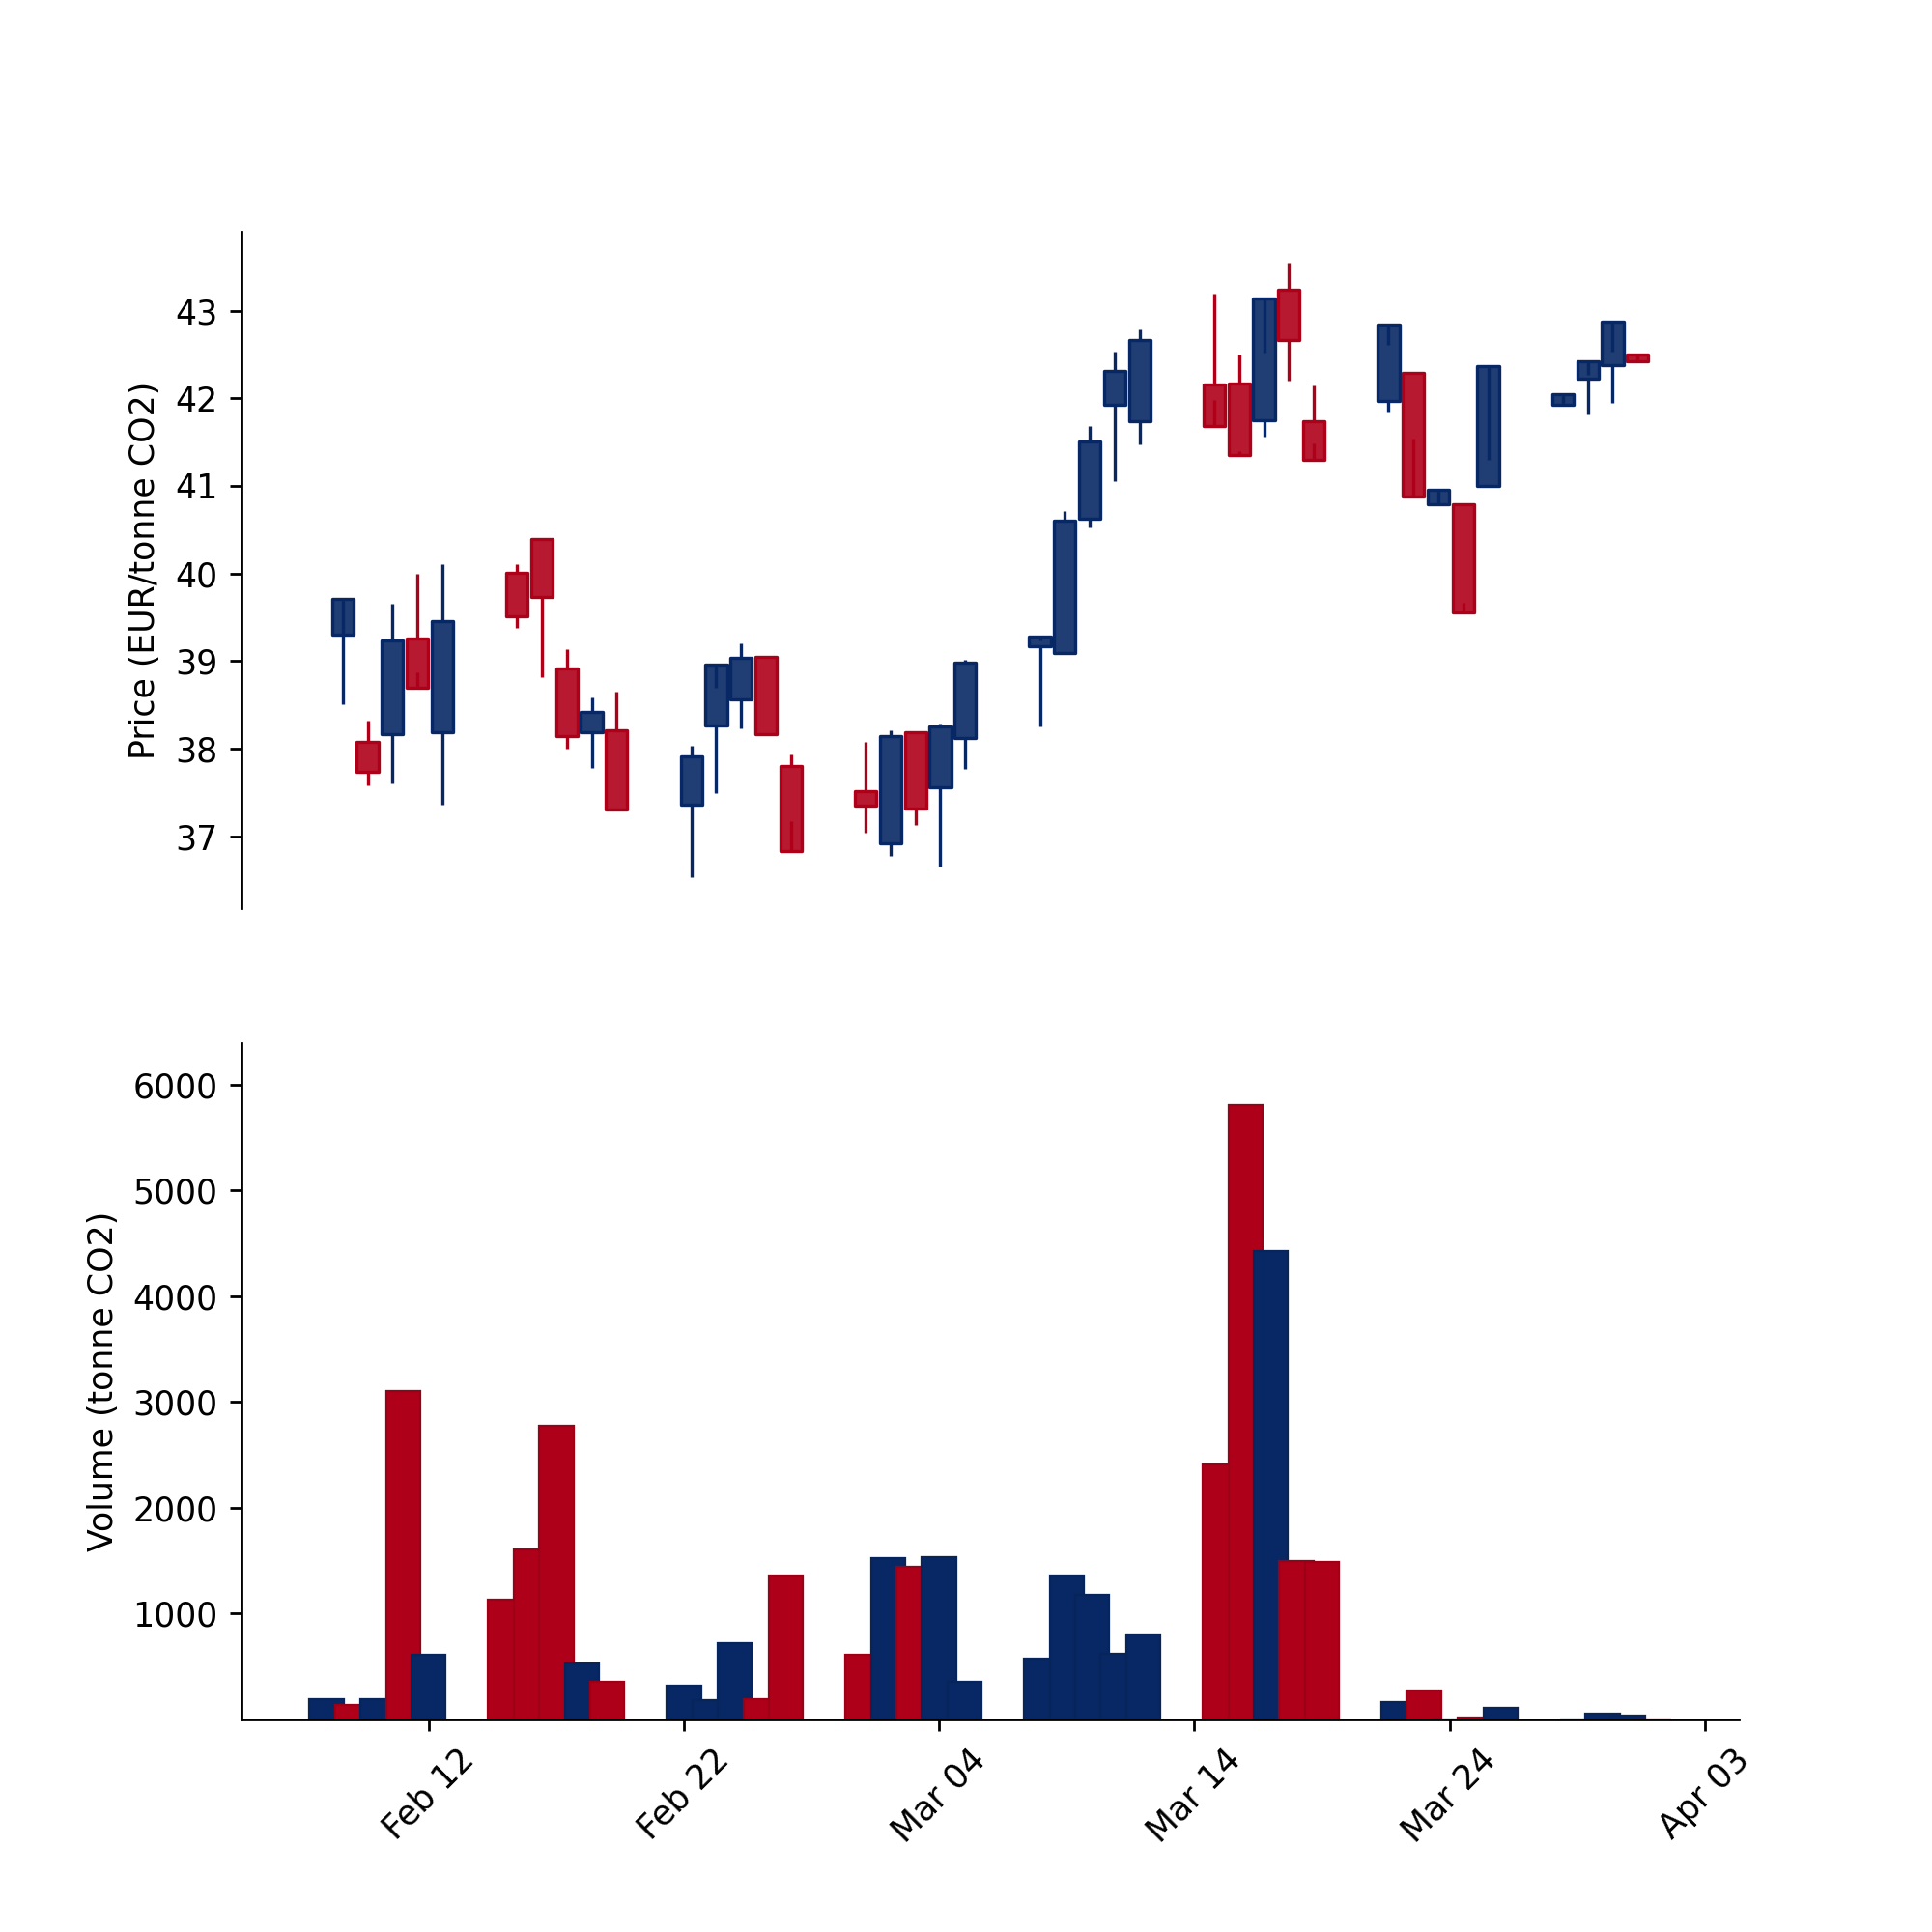 Price (EUR/tonne CO2)
43
42
41
40
39
38
37
Volume (tonne CO2)
6000
5000
4000
3000
2000
1000
Feb 12
Feb 22
Mar 04
Mar 14
Mar 24
Apr 03